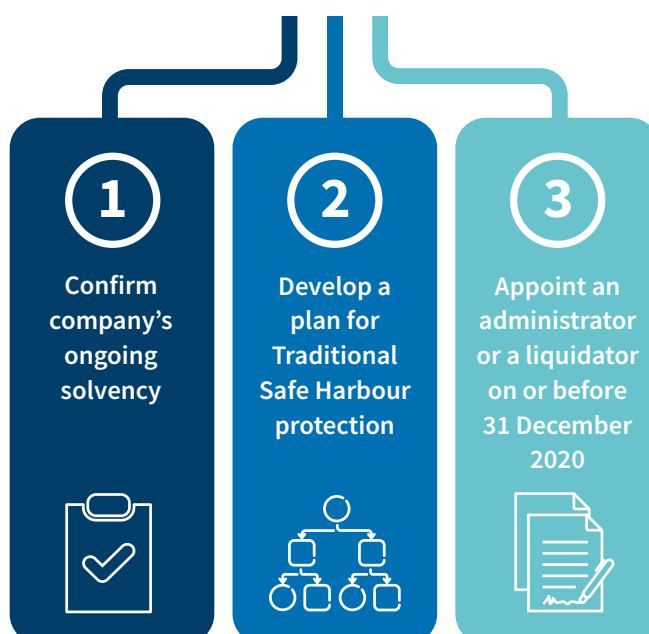 1
Confirm
company's
ongoing
solvency
2
Develop a
plan for
Traditional
Safe Harbour
protection
3
Appoint an
administrator
or a liquidator
on or before
31 December
2020